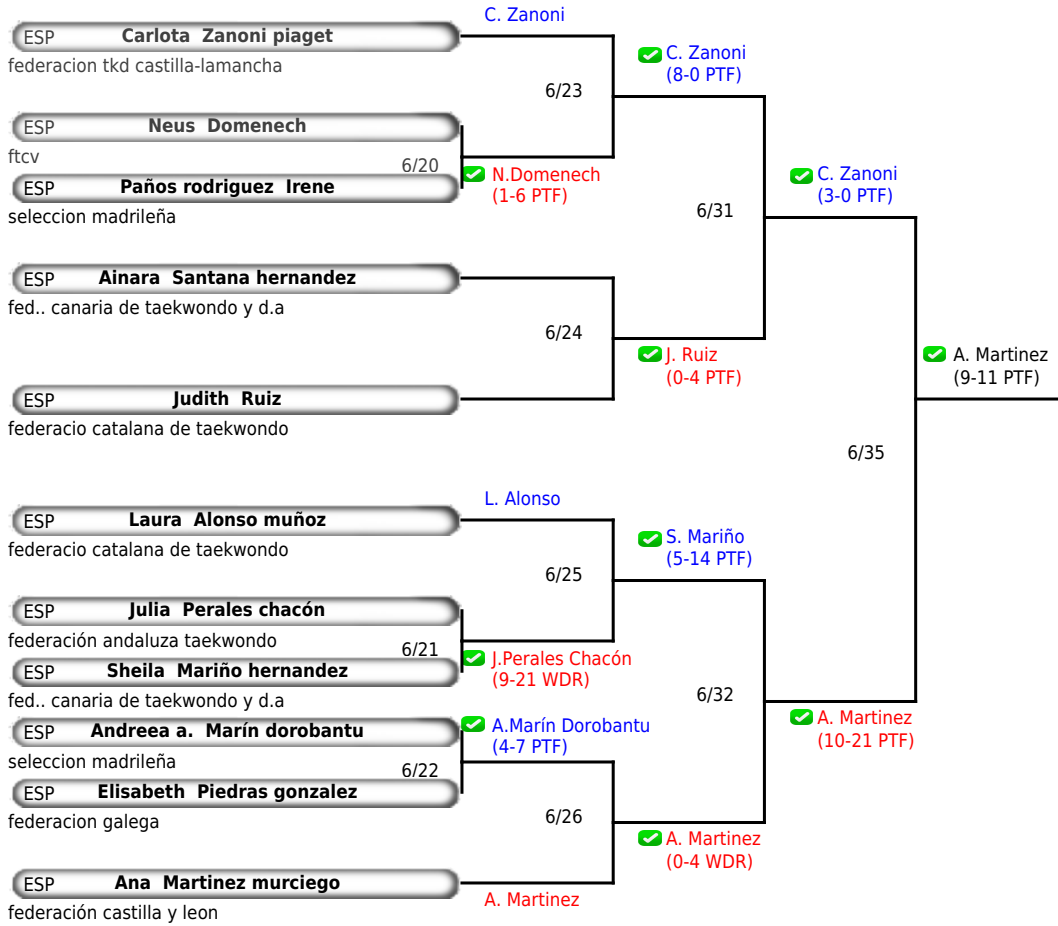 C. Zanoni
ESP Carlota Zanoni piaget
federacion tkd castilla-lamancha
C. Zanoni
(8-0 PTF)
6/23
ESP Neus Domenech
ftcv
6/20
N.Domenech
(1-6 PTF)
ESP Paños rodriguez Irene
seleccion madrileña
C. Zanoni
(3-0 PTF)
6/31
ESP Ainara Santana hernandez
fed.. canaria de taekwondo y d.a
6/24
J. Ruiz
(0-4 PTF)
A. Martinez
(9-11 PTF)
ESP Judith Ruiz
federacio catalana de taekwondo
6/35
L. Alonso
ESP Laura Alonso muñoz
federacio catalana de taekwondo
S. Mariño
(5-14 PTF)
6/25
ESP Julia Perales chacón
federación andaluza taekwondo
6/21
J.Perales Chacón
(9-21 WDR)
ESP Sheila Mariño hernandez
fed.. canaria de taekwondo y d.a
6/32
A. Martinez
(10-21 PTF)
ESP Andreea a. Marín dorobantu
seleccion madrileña
A.Marín Dorobantu
(4-7 PTF)
6/22
ESP Elisabeth Piedras gonzalez
federacion galega
6/26
A. Martinez
(0-4 WDR)
ESP Ana Martinez murciego
federación castilla y leon
A. Martinez